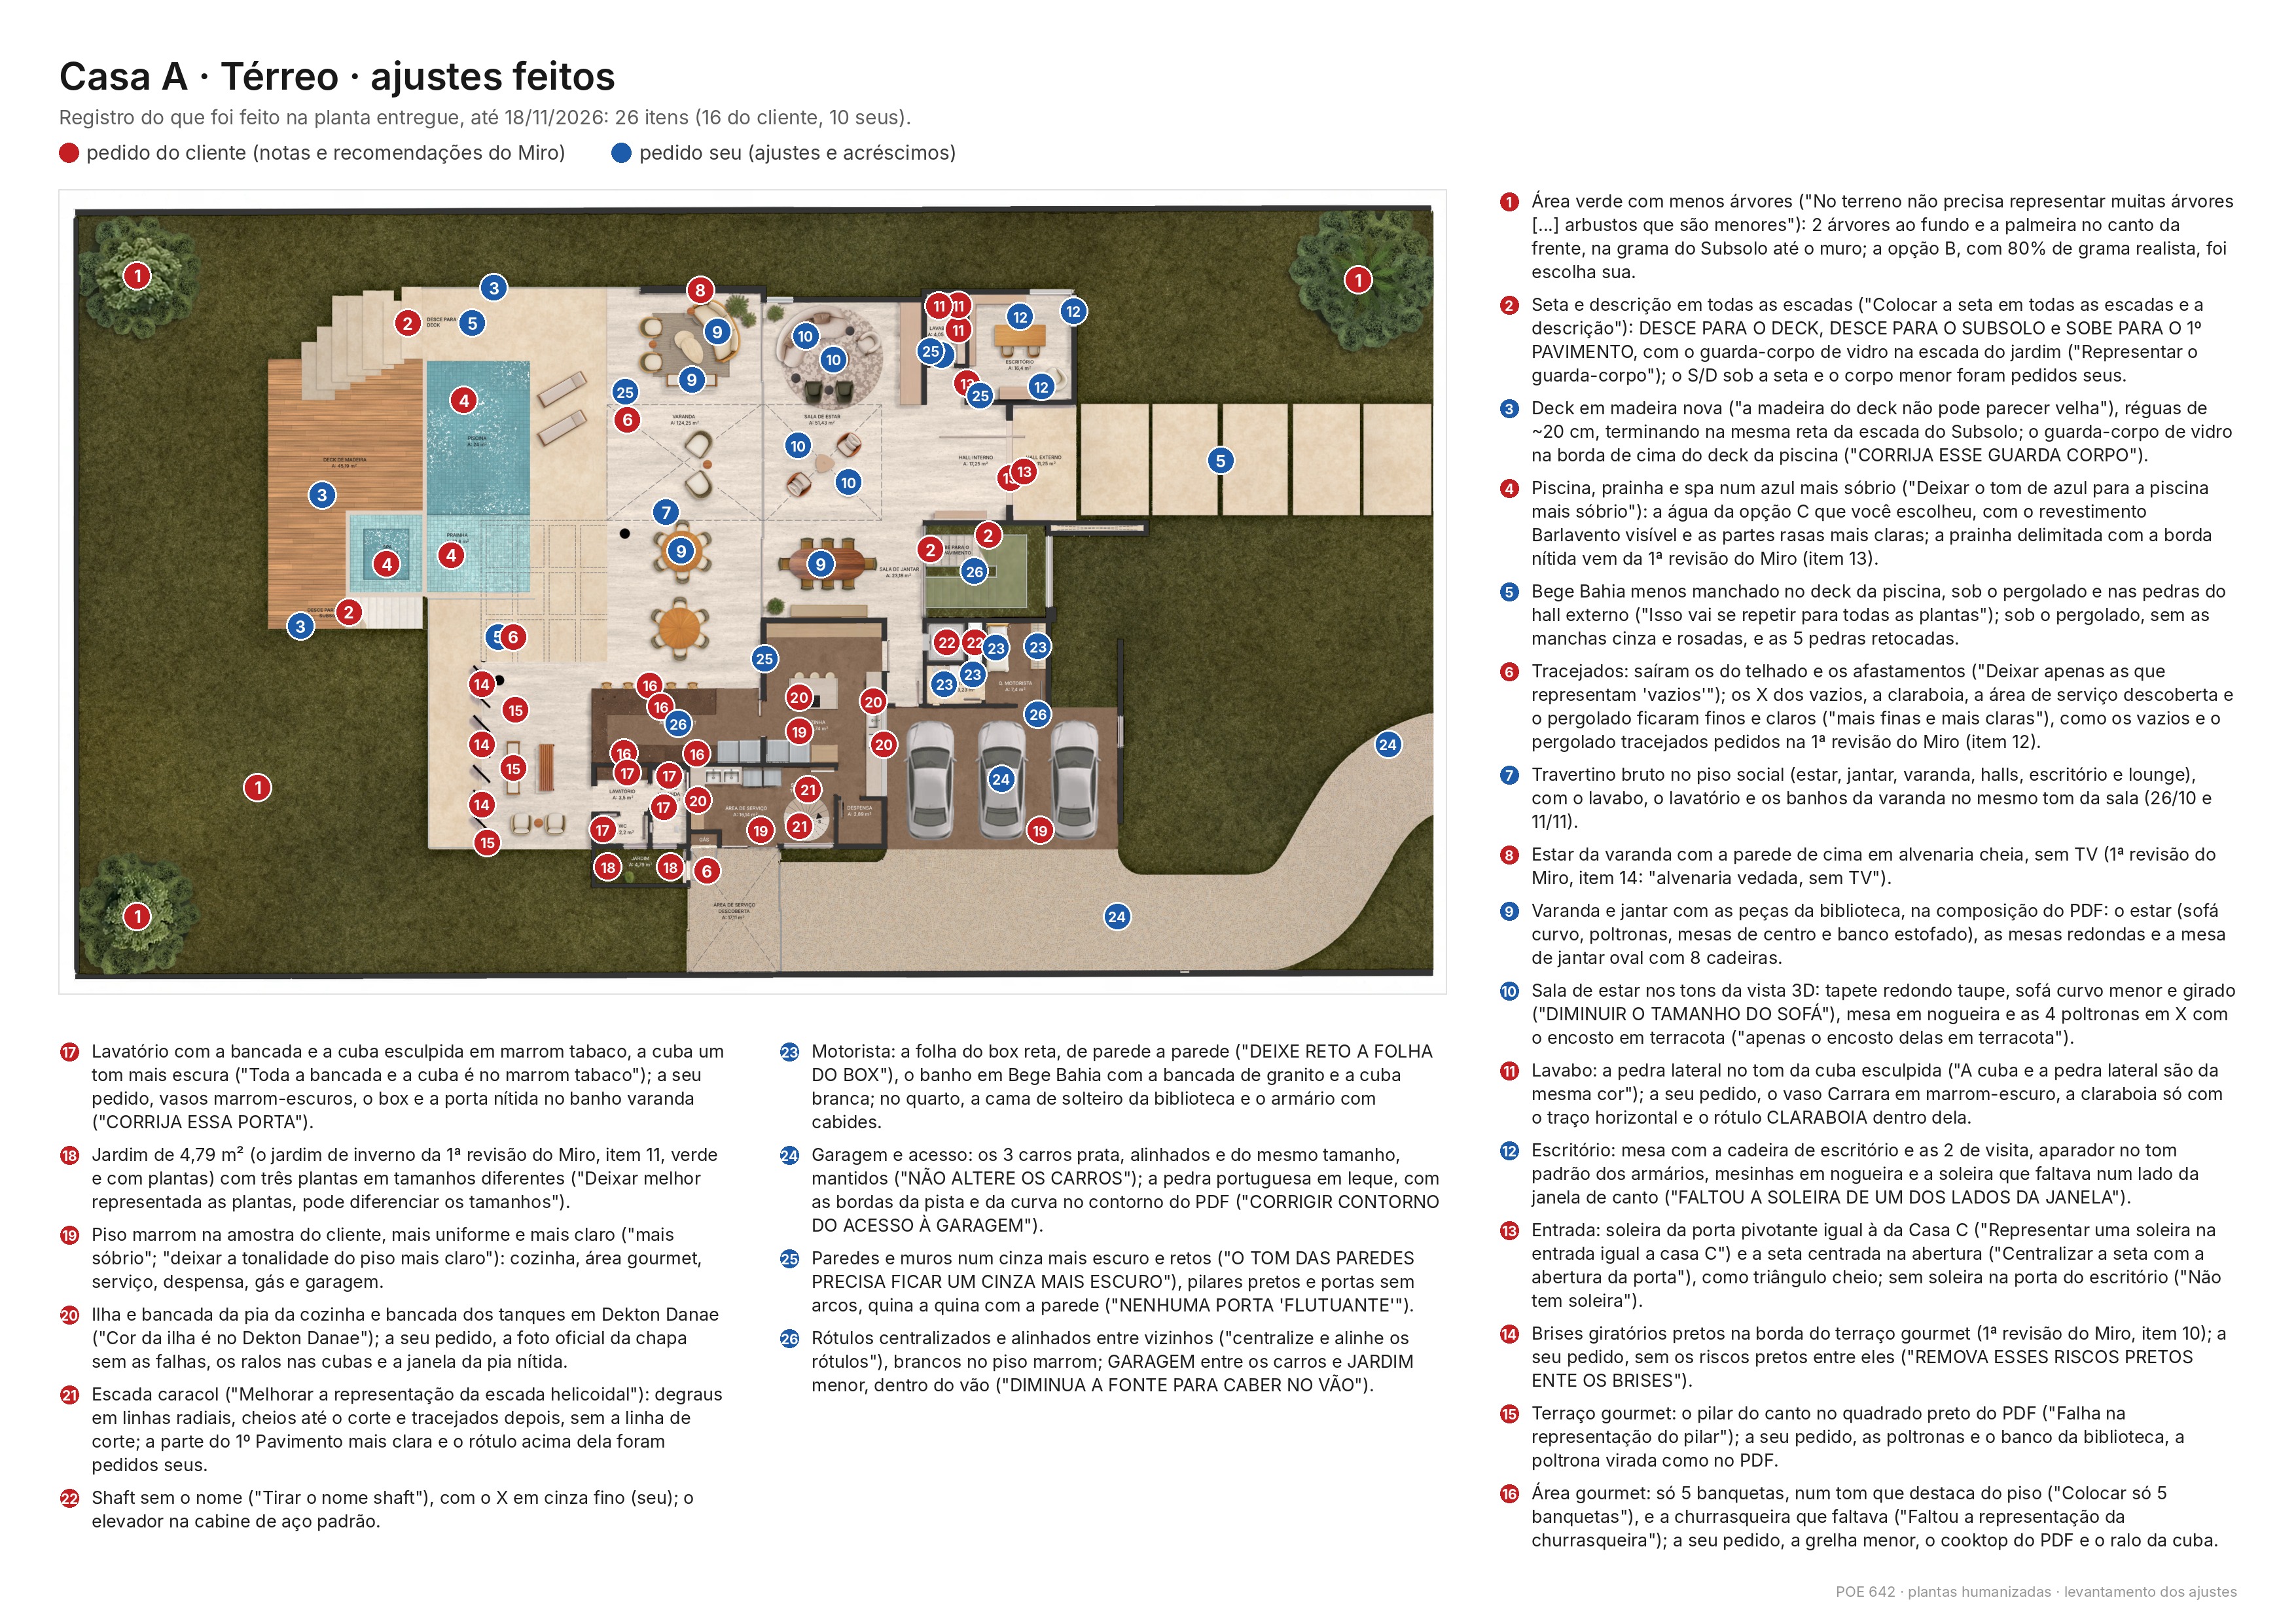 Casa A · Térreo · ajustes feitos
Registro do que foi feito na planta entregue, até 18/11/2026: 26 itens (16 do cliente, 10 seus).
pedido do cliente (notas e recomendações do Miro)
pedido seu (ajustes e acréscimos)
1 Área verde com menos árvores ("No terreno não precisa representar muitas árvores
[...] arbustos que são menores"): 2 árvores ao fundo e a palmeira no canto da
frente, na grama do Subsolo até o muro; a opção B, com 80% de grama realista, foi
escolha sua.
2 Seta e descrição em todas as escadas ("Colocar a seta em todas as escadas e a
descrição"): DESCE PARA O DECK, DESCE PARA O SUBSOLO e SOBE PARA O 1º
PAVIMENTO, com o guarda-corpo de vidro na escada do jardim ("Representar o
guarda-corpo"); o S/D sob a seta e o corpo menor foram pedidos seus.
3 Deck em madeira nova ("a madeira do deck não pode parecer velha"), réguas de
~20 cm, terminando na mesma reta da escada do Subsolo; o guarda-corpo de vidro
na borda de cima do deck da piscina ("CORRIJA ESSE GUARDA CORPO").
4 Piscina, prainha e spa num azul mais sóbrio ("Deixar o tom de azul para a piscina
mais sóbrio"): a água da opção C que você escolheu, com o revestimento
Barlavento visível e as partes rasas mais claras; a prainha delimitada com a borda
nítida vem da 1ª revisão do Miro (item 13).
5 Bege Bahia menos manchado no deck da piscina, sob o pergolado e nas pedras do
hall externo ("Isso vai se repetir para todas as plantas"); sob o pergolado, sem as
manchas cinza e rosadas, e as 5 pedras retocadas.
6 Tracejados: saíram os do telhado e os afastamentos ("Deixar apenas as que
representam 'vazios'"); os X dos vazios, a claraboia, a área de serviço descoberta e
o pergolado ficaram finos e claros ("mais finas e mais claras"), como os vazios e o
pergolado tracejados pedidos na 1ª revisão do Miro (item 12).
7 Travertino bruto no piso social (estar, jantar, varanda, halls, escritório e lounge),
com o lavabo, o lavatório e os banhos da varanda no mesmo tom da sala (26/10 e
11/11).
8 Estar da varanda com a parede de cima em alvenaria cheia, sem TV (1ª revisão do
Miro, item 14: "alvenaria vedada, sem TV").
9 Varanda e jantar com as peças da biblioteca, na composição do PDF: o estar (sofá
curvo, poltronas, mesas de centro e banco estofado), as mesas redondas e a mesa
de jantar oval com 8 cadeiras.
10 Sala de estar nos tons da vista 3D: tapete redondo taupe, sofá curvo menor e girado
("DIMINUIR O TAMANHO DO SOFÁ"), mesa em nogueira e as 4 poltronas em X com
o encosto em terracota ("apenas o encosto delas em terracota").
11 Lavabo: a pedra lateral no tom da cuba esculpida ("A cuba e a pedra lateral são da
mesma cor"); a seu pedido, o vaso Carrara em marrom-escuro, a claraboia só com
o traço horizontal e o rótulo CLARABOIA dentro dela.
12 Escritório: mesa com a cadeira de escritório e as 2 de visita, aparador no tom
padrão dos armários, mesinhas em nogueira e a soleira que faltava num lado da
janela de canto ("FALTOU A SOLEIRA DE UM DOS LADOS DA JANELA").
13 Entrada: soleira da porta pivotante igual à da Casa C ("Representar uma soleira na
entrada igual a casa C") e a seta centrada na abertura ("Centralizar a seta com a
abertura da porta"), como triângulo cheio; sem soleira na porta do escritório ("Não
tem soleira").
14 Brises giratórios pretos na borda do terraço gourmet (1ª revisão do Miro, item 10); a
seu pedido, sem os riscos pretos entre eles ("REMOVA ESSES RISCOS PRETOS
ENTE OS BRISES").
15 Terraço gourmet: o pilar do canto no quadrado preto do PDF ("Falha na
representação do pilar"); a seu pedido, as poltronas e o banco da biblioteca, a
poltrona virada como no PDF.
16 Área gourmet: só 5 banquetas, num tom que destaca do piso ("Colocar só 5
banquetas"), e a churrasqueira que faltava ("Faltou a representação da
churrasqueira"); a seu pedido, a grelha menor, o cooktop do PDF e o ralo da cuba.
17 Lavatório com a bancada e a cuba esculpida em marrom tabaco, a cuba um
tom mais escura ("Toda a bancada e a cuba é no marrom tabaco"); a seu
pedido, vasos marrom-escuros, o box e a porta nítida no banho varanda
("CORRIJA ESSA PORTA").
18 Jardim de 4,79 m² (o jardim de inverno da 1ª revisão do Miro, item 11, verde
e com plantas) com três plantas em tamanhos diferentes ("Deixar melhor
representada as plantas, pode diferenciar os tamanhos").
19 Piso marrom na amostra do cliente, mais uniforme e mais claro ("mais
sóbrio"; "deixar a tonalidade do piso mais claro"): cozinha, área gourmet,
serviço, despensa, gás e garagem.
20 Ilha e bancada da pia da cozinha e bancada dos tanques em Dekton Danae
("Cor da ilha é no Dekton Danae"); a seu pedido, a foto oficial da chapa
sem as falhas, os ralos nas cubas e a janela da pia nítida.
21 Escada caracol ("Melhorar a representação da escada helicoidal"): degraus
em linhas radiais, cheios até o corte e tracejados depois, sem a linha de
corte; a parte do 1º Pavimento mais clara e o rótulo acima dela foram
pedidos seus.
22 Shaft sem o nome ("Tirar o nome shaft"), com o X em cinza fino (seu); o
elevador na cabine de aço padrão.
23 Motorista: a folha do box reta, de parede a parede ("DEIXE RETO A FOLHA
DO BOX"), o banho em Bege Bahia com a bancada de granito e a cuba
branca; no quarto, a cama de solteiro da biblioteca e o armário com
cabides.
24 Garagem e acesso: os 3 carros prata, alinhados e do mesmo tamanho,
mantidos ("NÃO ALTERE OS CARROS"); a pedra portuguesa em leque, com
as bordas da pista e da curva no contorno do PDF ("CORRIGIR CONTORNO
DO ACESSO À GARAGEM").
25 Paredes e muros num cinza mais escuro e retos ("O TOM DAS PAREDES
PRECISA FICAR UM CINZA MAIS ESCURO"), pilares pretos e portas sem
arcos, quina a quina com a parede ("NENHUMA PORTA 'FLUTUANTE'").
26 Rótulos centralizados e alinhados entre vizinhos ("centralize e alinhe os
rótulos"), brancos no piso marrom; GARAGEM entre os carros e JARDIM
menor, dentro do vão ("DIMINUA A FONTE PARA CABER NO VÃO").
POE 642 · plantas humanizadas · levantamento dos ajustes